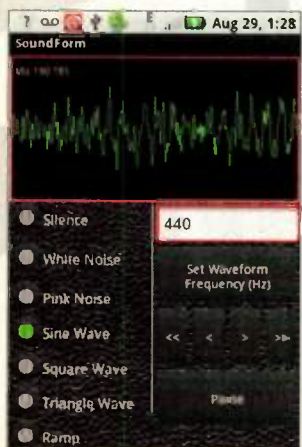 ? E Aug 29, 1:28
SoundForm
Silence
White Noise
Pink Noise
Sine Wave
Square Wave
Triangle Wave
Ramp
440
Set Waveform
Frequency (Hz)
<< < > >>
Pause